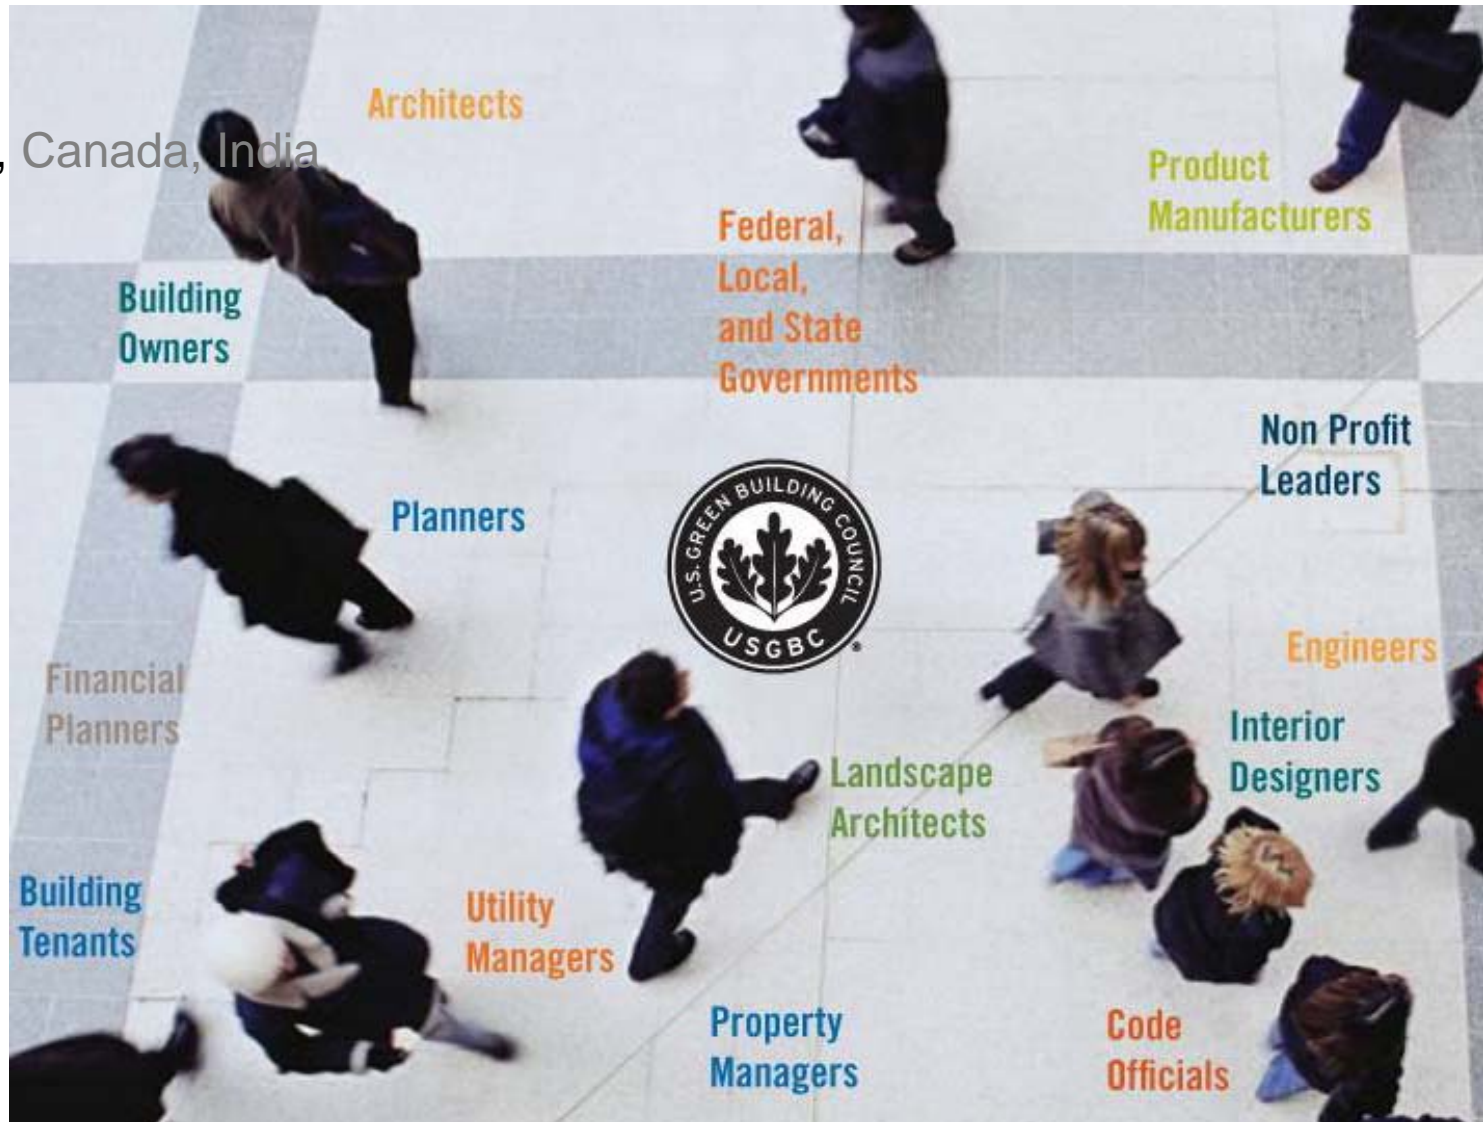 Architects
, Canada, India
Product
Manufacturers
Federal,
Local,
and State
Governments
Building
Owners
Non Profit
Leaders
Planners
U.S. GREEN BUILDING COUNCIL
USGBC
®
Engineers
Financial
Planners
Interior
Designers
Landscape
Architects
Building
Tenants
Utility
Managers
Property
Managers
Code
Officials